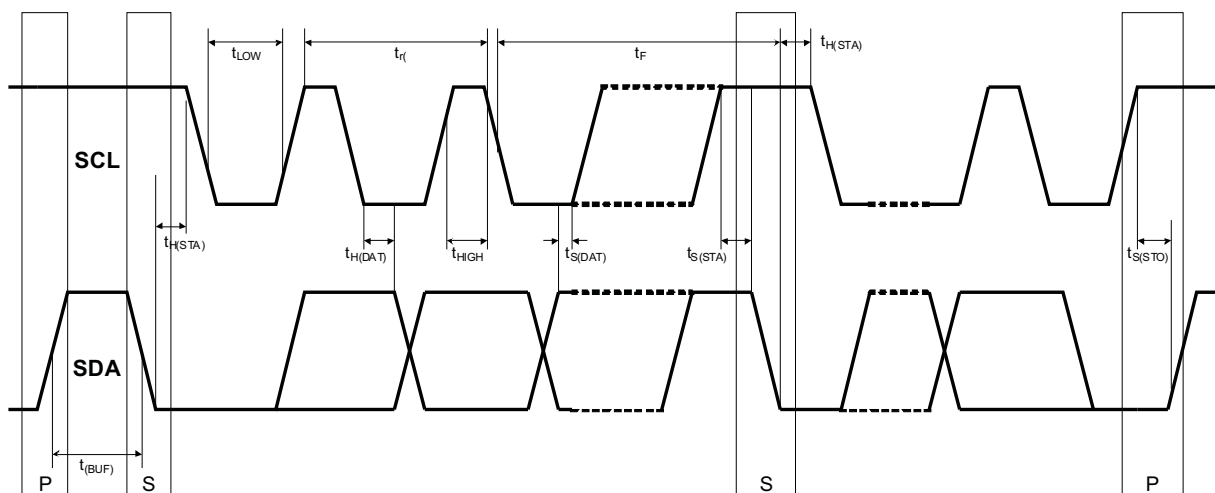 tLOW
tr(
tF
tH(STA)
SCL
tH(STA)
tH(DAT)
tHIGH
tS(DAT)
tS(STA)
tS(STO)
SDA
t(BUF)
P
S
S
P